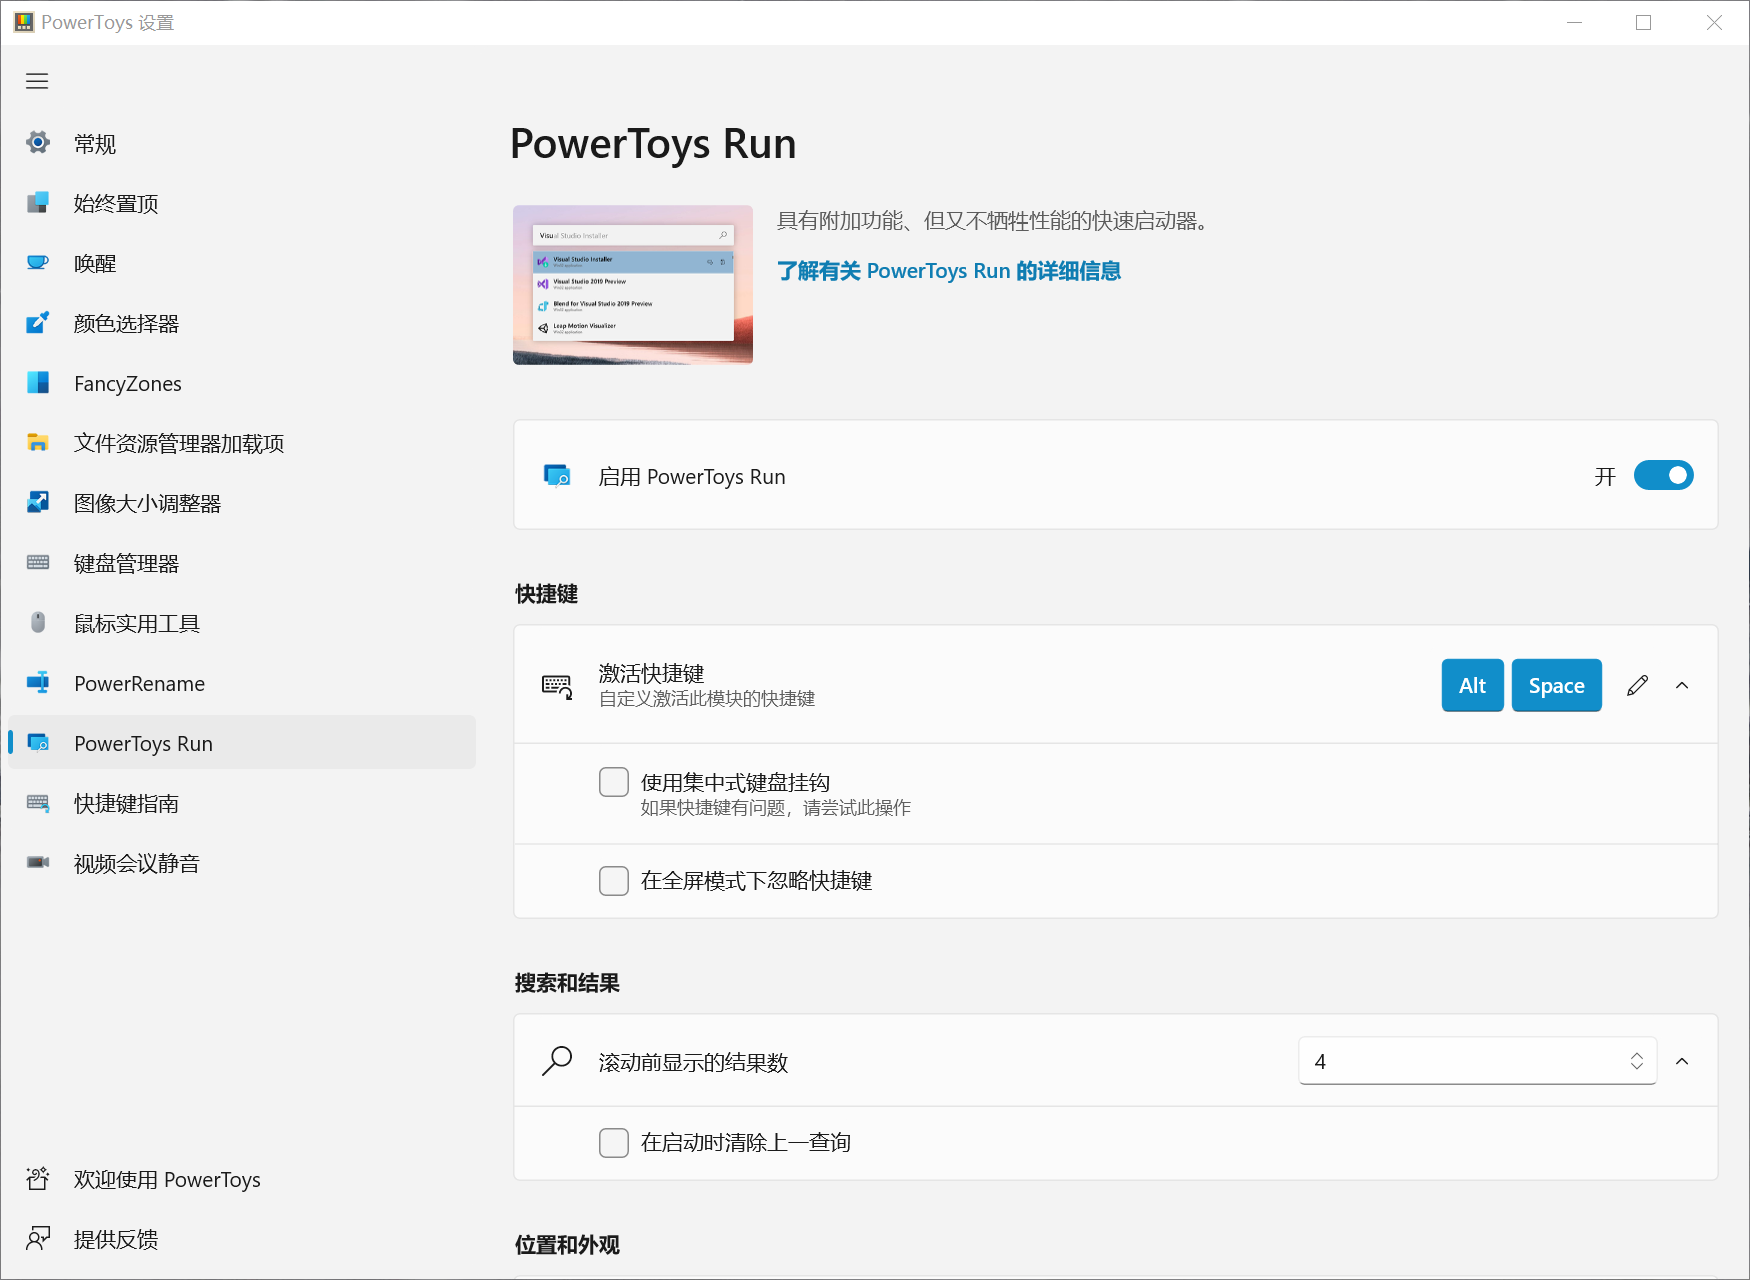 PowerToys 设置
常规
始终置顶
唤醒
颜色选择器
FancyZones
文件资源管理器加载项
图像大小调整器
键盘管理器
鼠标实用工具
PowerRename
PowerToys Run
快捷键指南
视频会议静音
欢迎使用 PowerToys
提供反馈
PowerToys Run
Visual Studio Installer
Visual Studio Installer
Visual Studio 2019 Preview
Blend for Visual Studio 2019 Preview
Leap Motion Visualizer
具有附加功能、但又不牺牲性能的快速启动器。
了解有关 PowerToys Run 的详细信息
启用 PowerToys Run
开
快捷键
激活快捷键
自定义激活此模块的快捷键
Alt
Space
使用集中式键盘挂钩
如果快捷键有问题，请尝试此操作
在全屏模式下忽略快捷键
搜索和结果
滚动前显示的结果数
4
在启动时清除上一查询
位置和外观